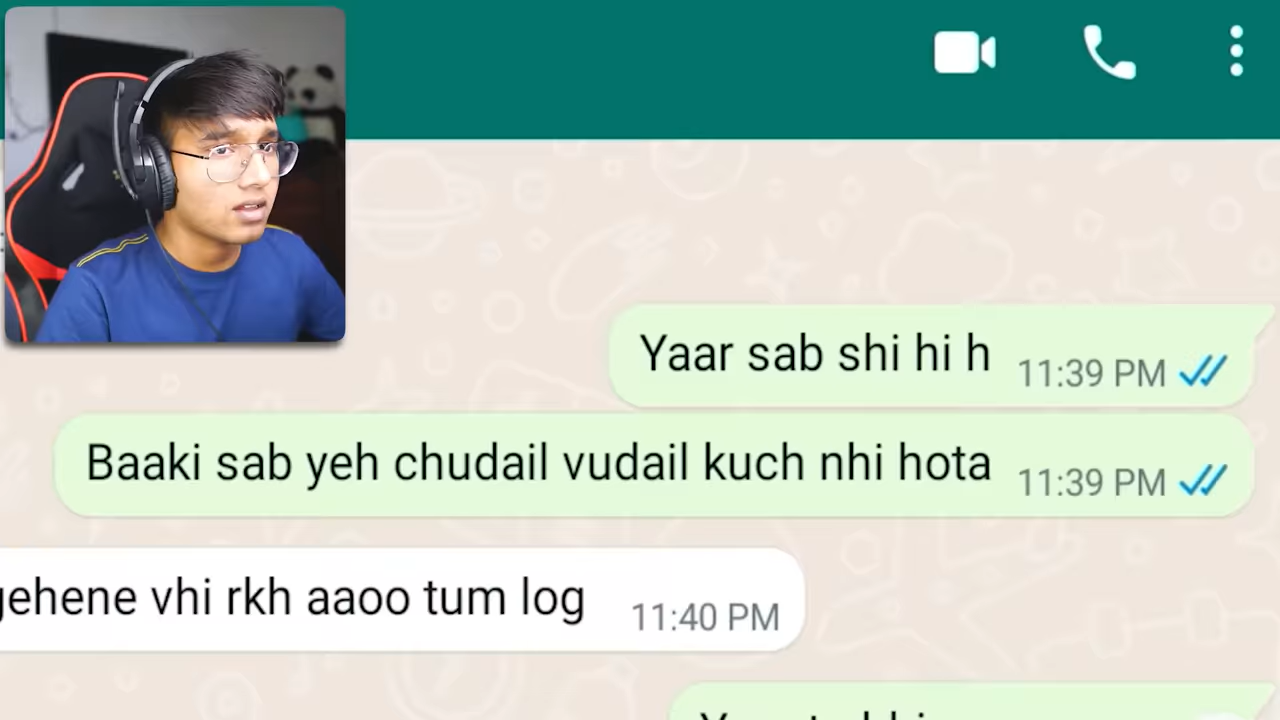 Yaar sab shi hi h 11:39 PM
Baaki sab yeh chudail vudail kuch nhi hota 11:39 PM
gehene vhi rkh aaoo tum log 11:40 PM